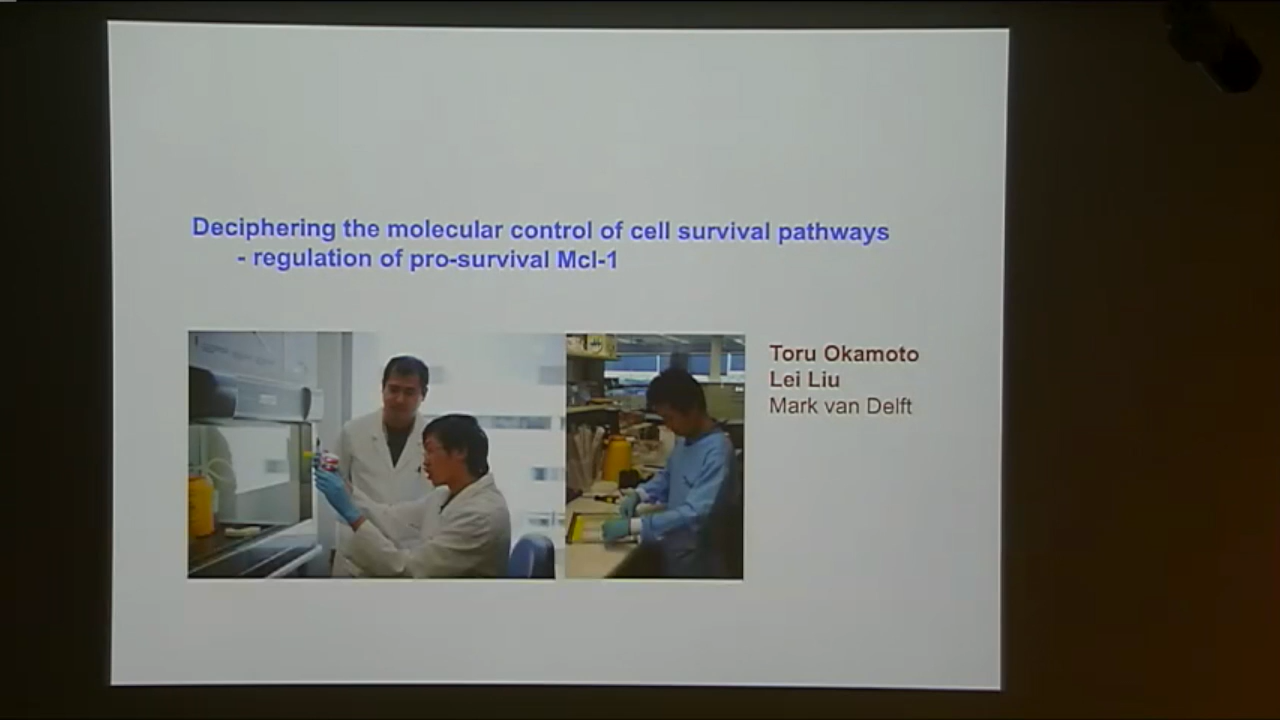 Deciphering the molecular control of cell survival pathways
- regulation of pro-survival Mcl-1
Toru Okamoto
Lei Liu
Mark van Delft